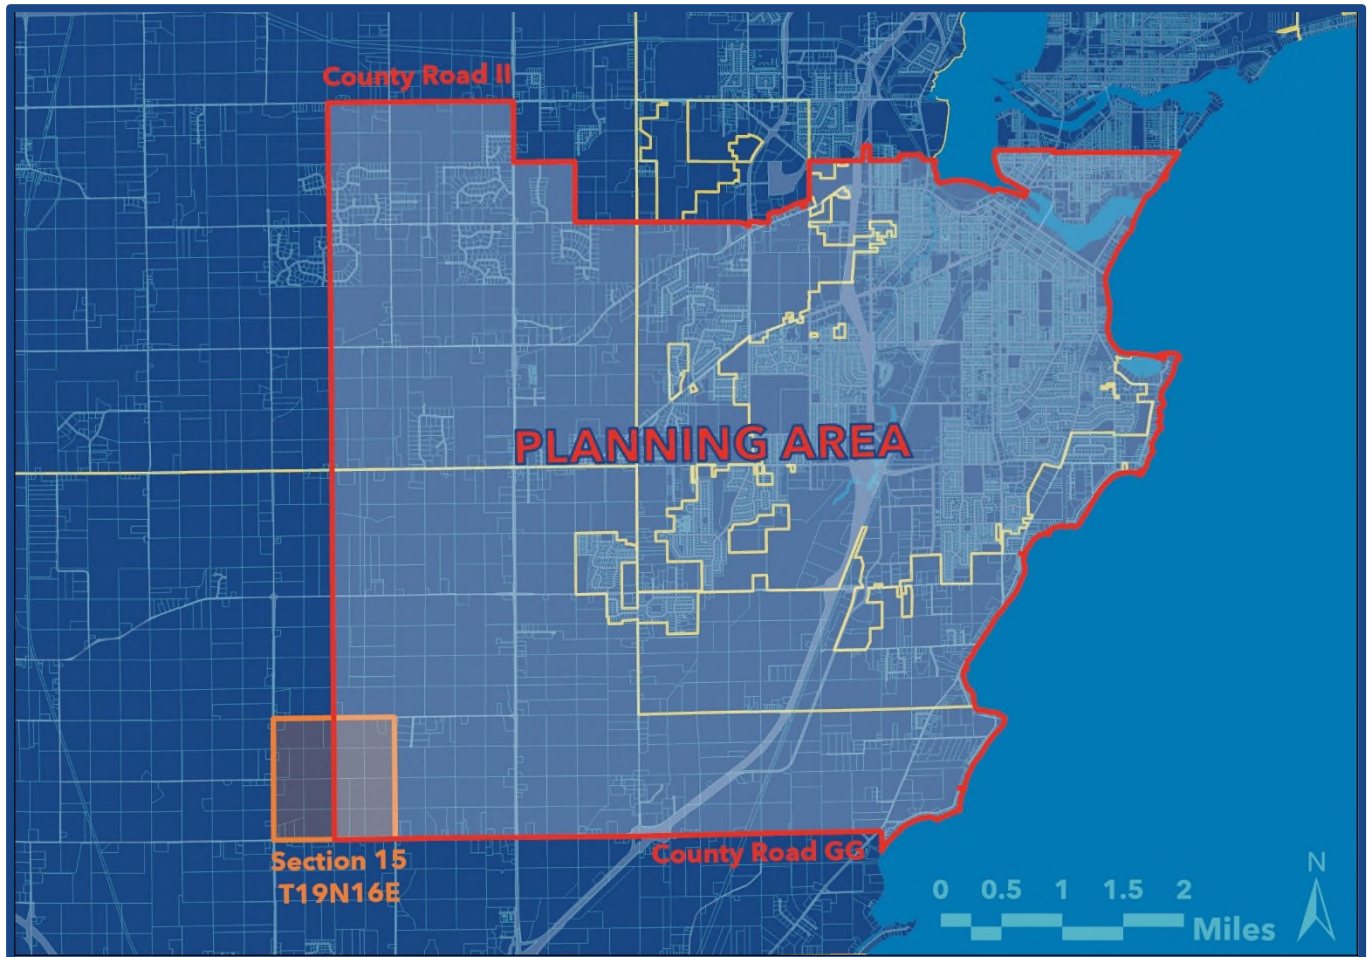 County Road II
PLANNING AREA
Section 15
T19N16E
County Road GG
N
0 0.5 1 1.5 2
Miles